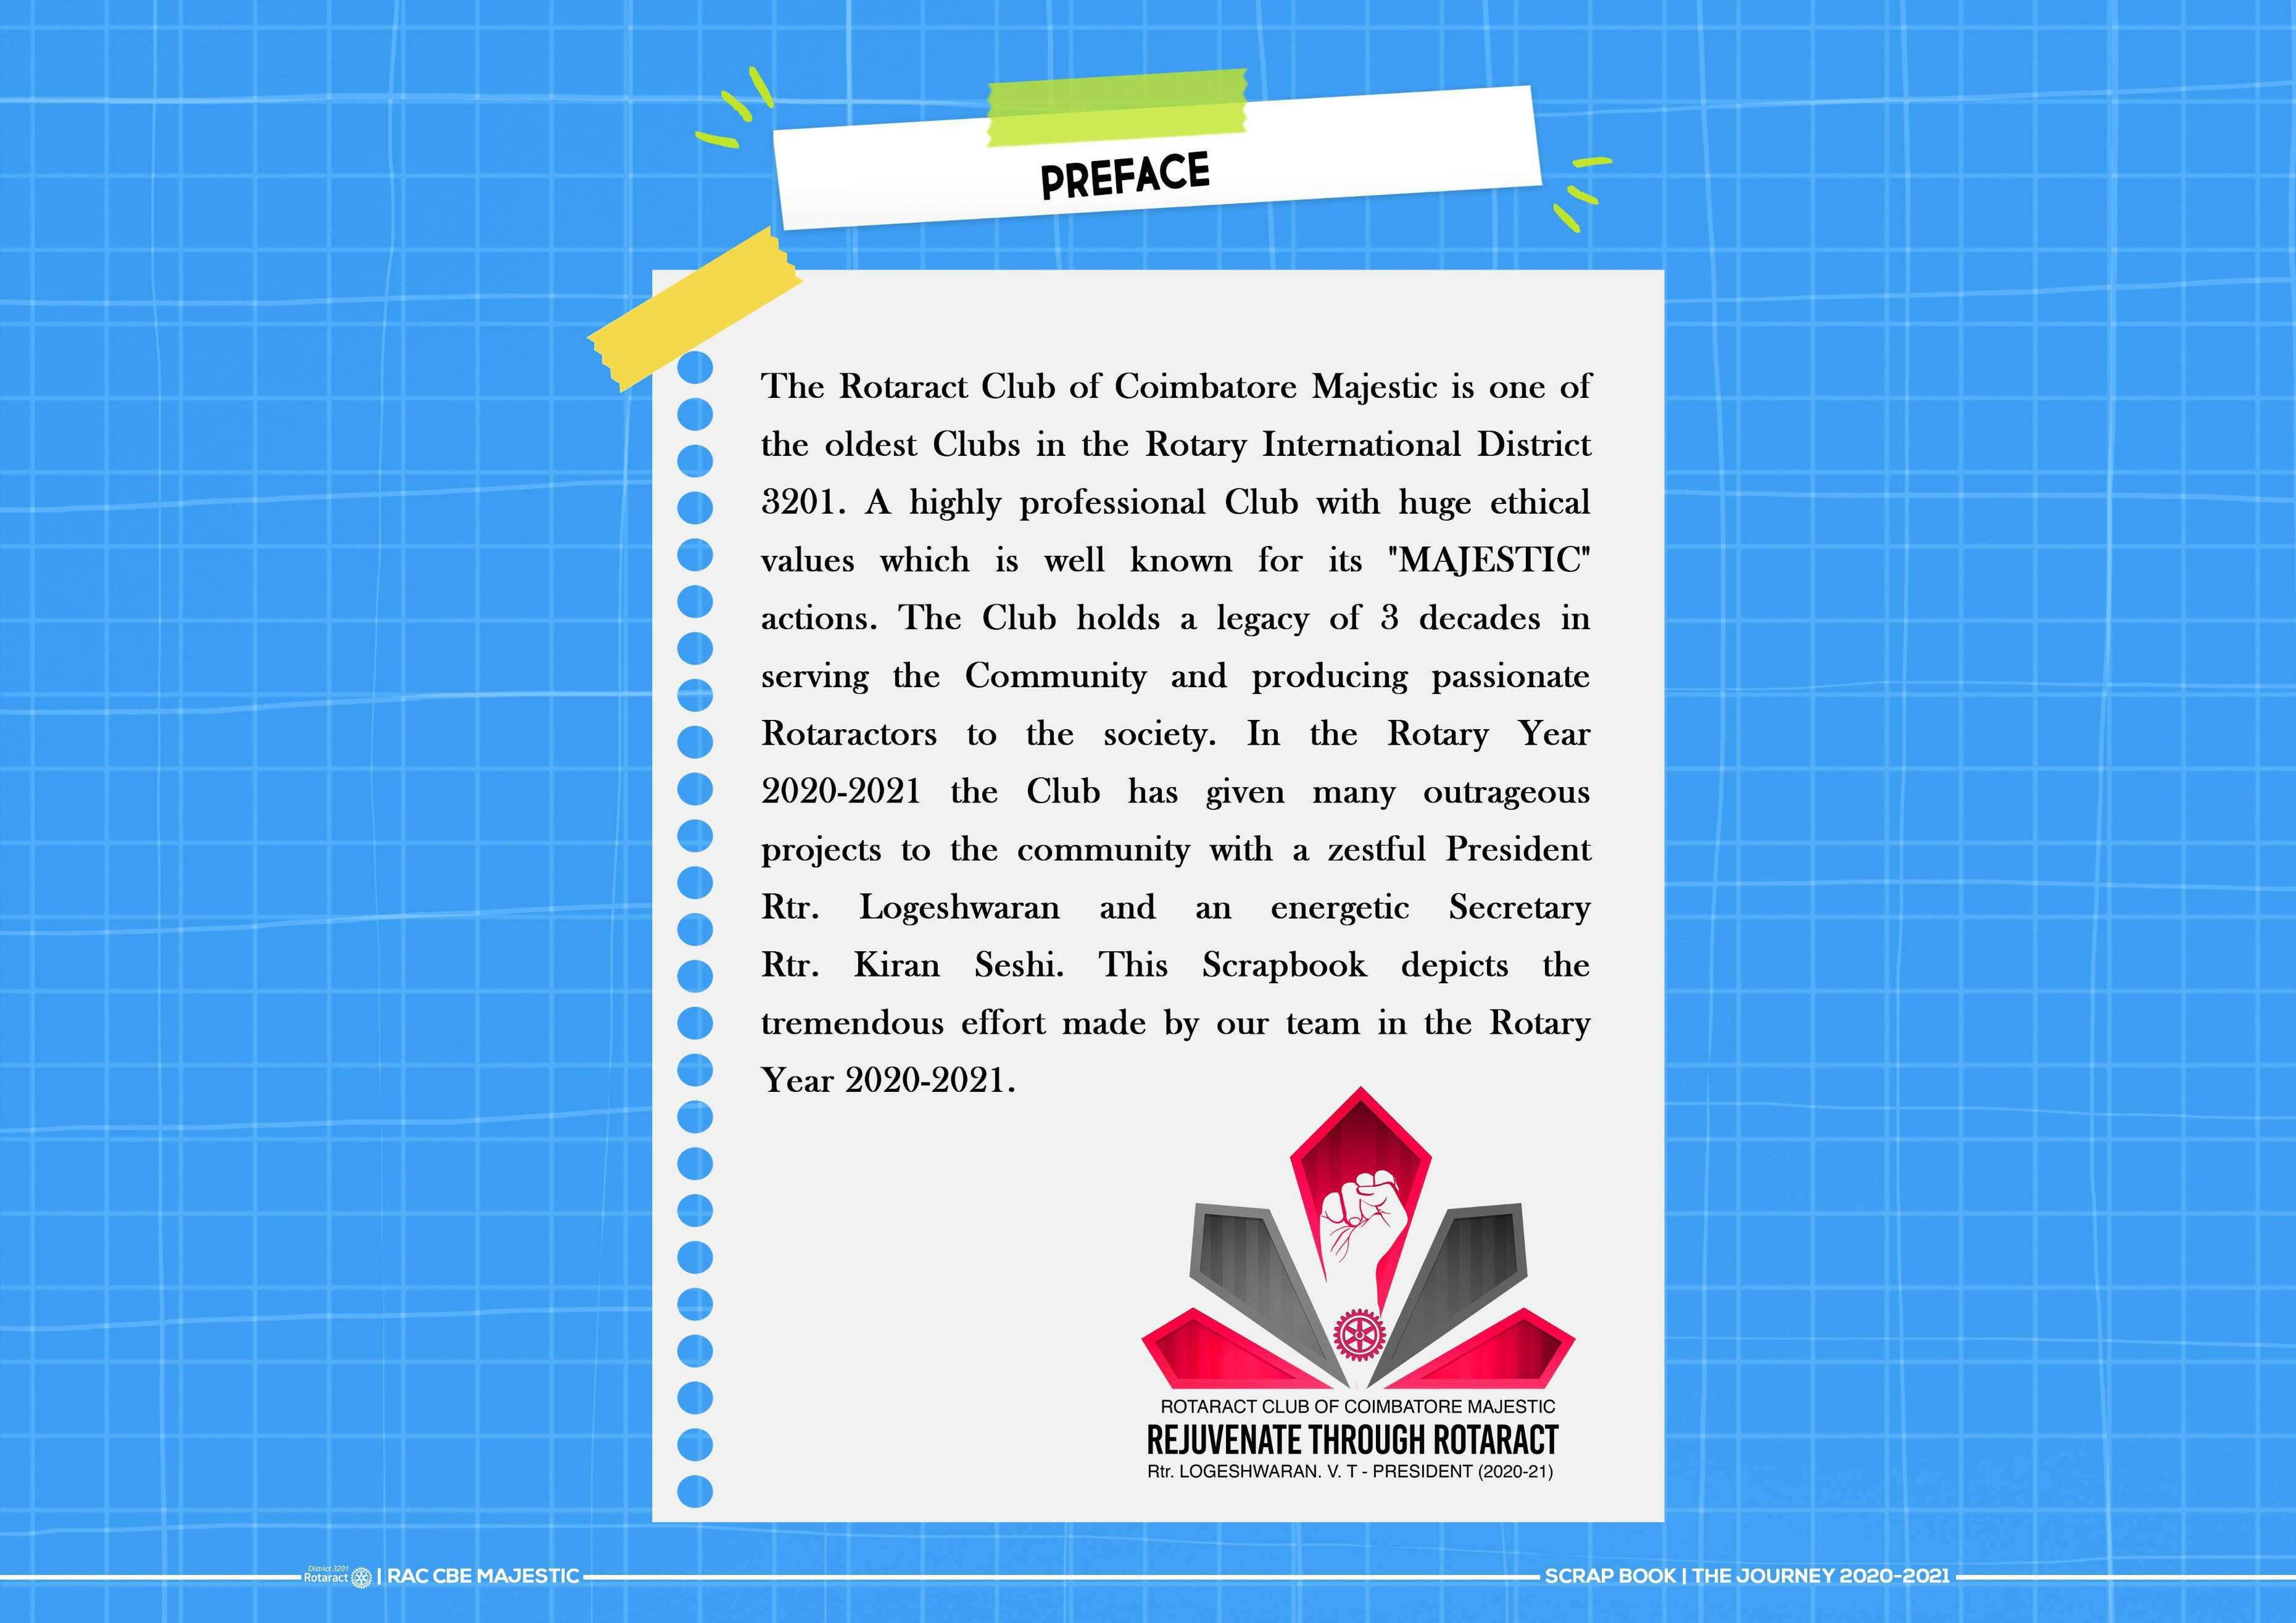 PREFACE
The Rotaract Club of Coimbatore Majestic is one of
the oldest Clubs in the Rotary International District
3201. A highly professional Club with huge ethical
values which is well known for its "MAJESTIC"
actions. The Club holds a legacy of 3 decades in
serving the Community and producing passionate
Rotaractors to the society. In the Rotary Year
2020-2021 the Club has given many outrageous
projects to the community with a zestful President
Rtr. Logeshwaran and an energetic Secretary
Rtr. Kiran Seshi. This Scrapbook depicts the
tremendous effort made by our team in the Rotary
Year 2020-2021.
ROTARACT CLUB OF COIMBATORE MAJESTIC
REJUVENATE THROUGH ROTARACT
Rtr. LOGESHWARAN. V. T - PRESIDENT (2020-21)
District 3201
Rotaract | RAC CBE MAJESTIC
SCRAP BOOK | THE JOURNEY 2020-2021